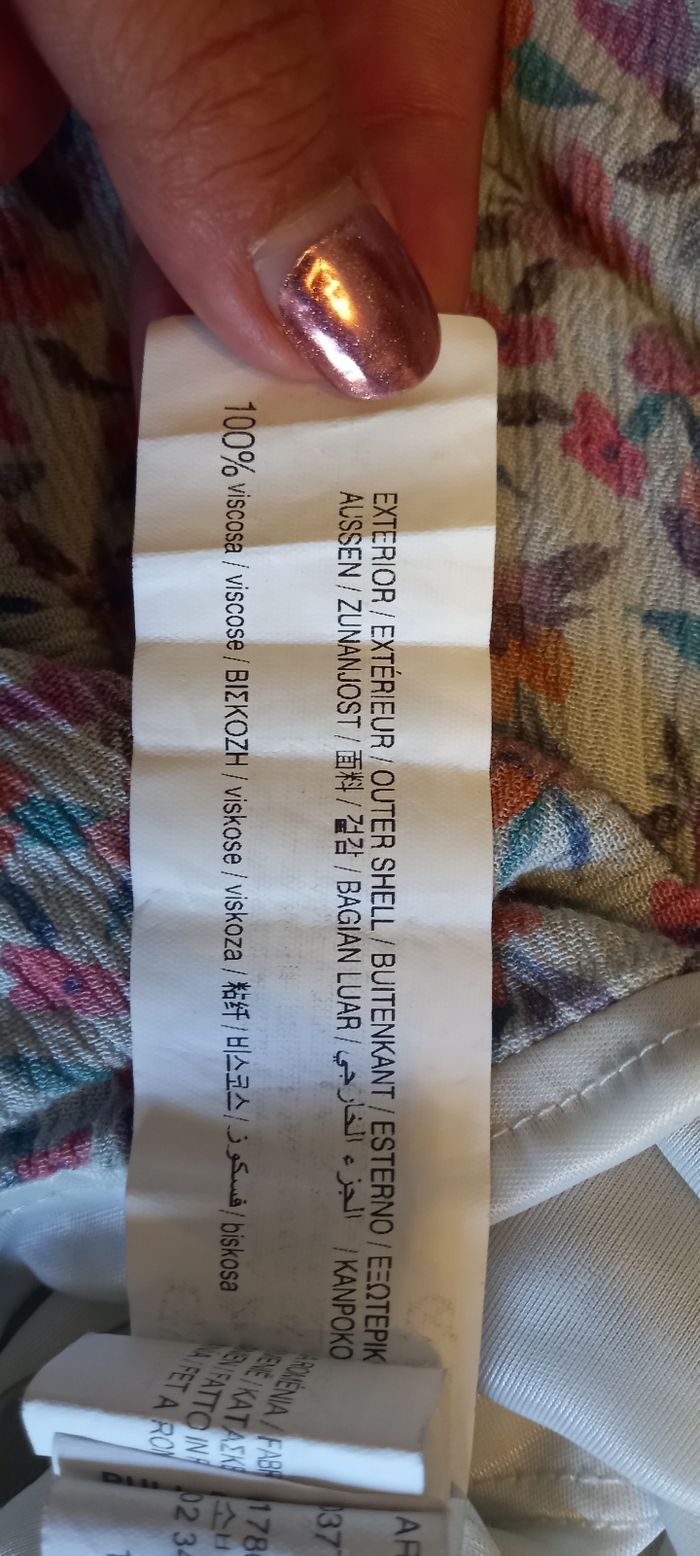 EXTERIOR / EXTÉRIEUR / OUTER SHELL / BUITENKANT / ESTERNO / ΕΞΩΤΕΡΙΚ
AUSSEN / ZUNANJOST / 面料 / 겉감 / BAGIAN LUAR / الجزء الخارجي / KANPOKO
100% viscosa / viscose / ΒΙΣΚΟΖΗ / viskose / viskoza / 粘纤 / 비스코스 / فسكوز / biskosa